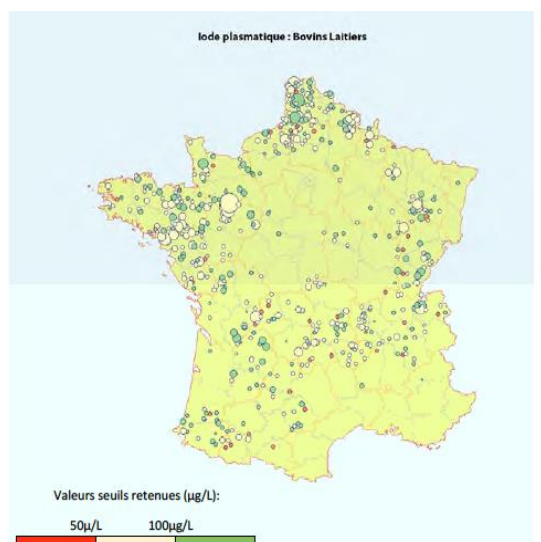 Iode plasmatique : Bovins Laitiers
Valeurs seuils retenues (µg/L):
50µ/L 100µg/L